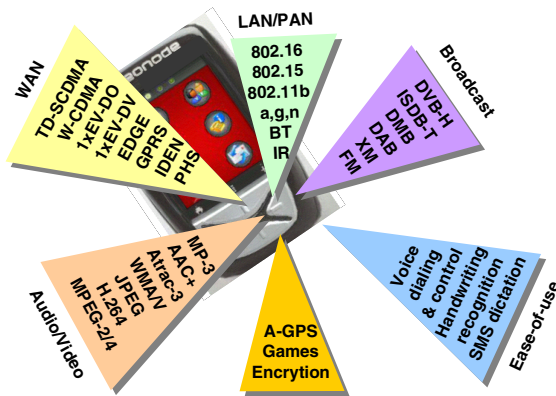 WAN
TD-SCDMA
W-CDMA
1xEV-DO
1xEV-DV
EDGE
GPRS
IDEN
PHS
LAN/PAN
802.16
802.15
802.11b
a,g,n
BT
IR
Broadcast
DVB-H
ISDB-T
DMB
DAB
XM
FM
Audio/Video
MP-3
AAC+
Atrac-3
WMA/V
JPEG
H.264
MPEG-2/4
A-GPS
Games
Encrytion
Ease-of-use
Voice
dialing
& control
Handwriting
recognition
SMS dictation
onode